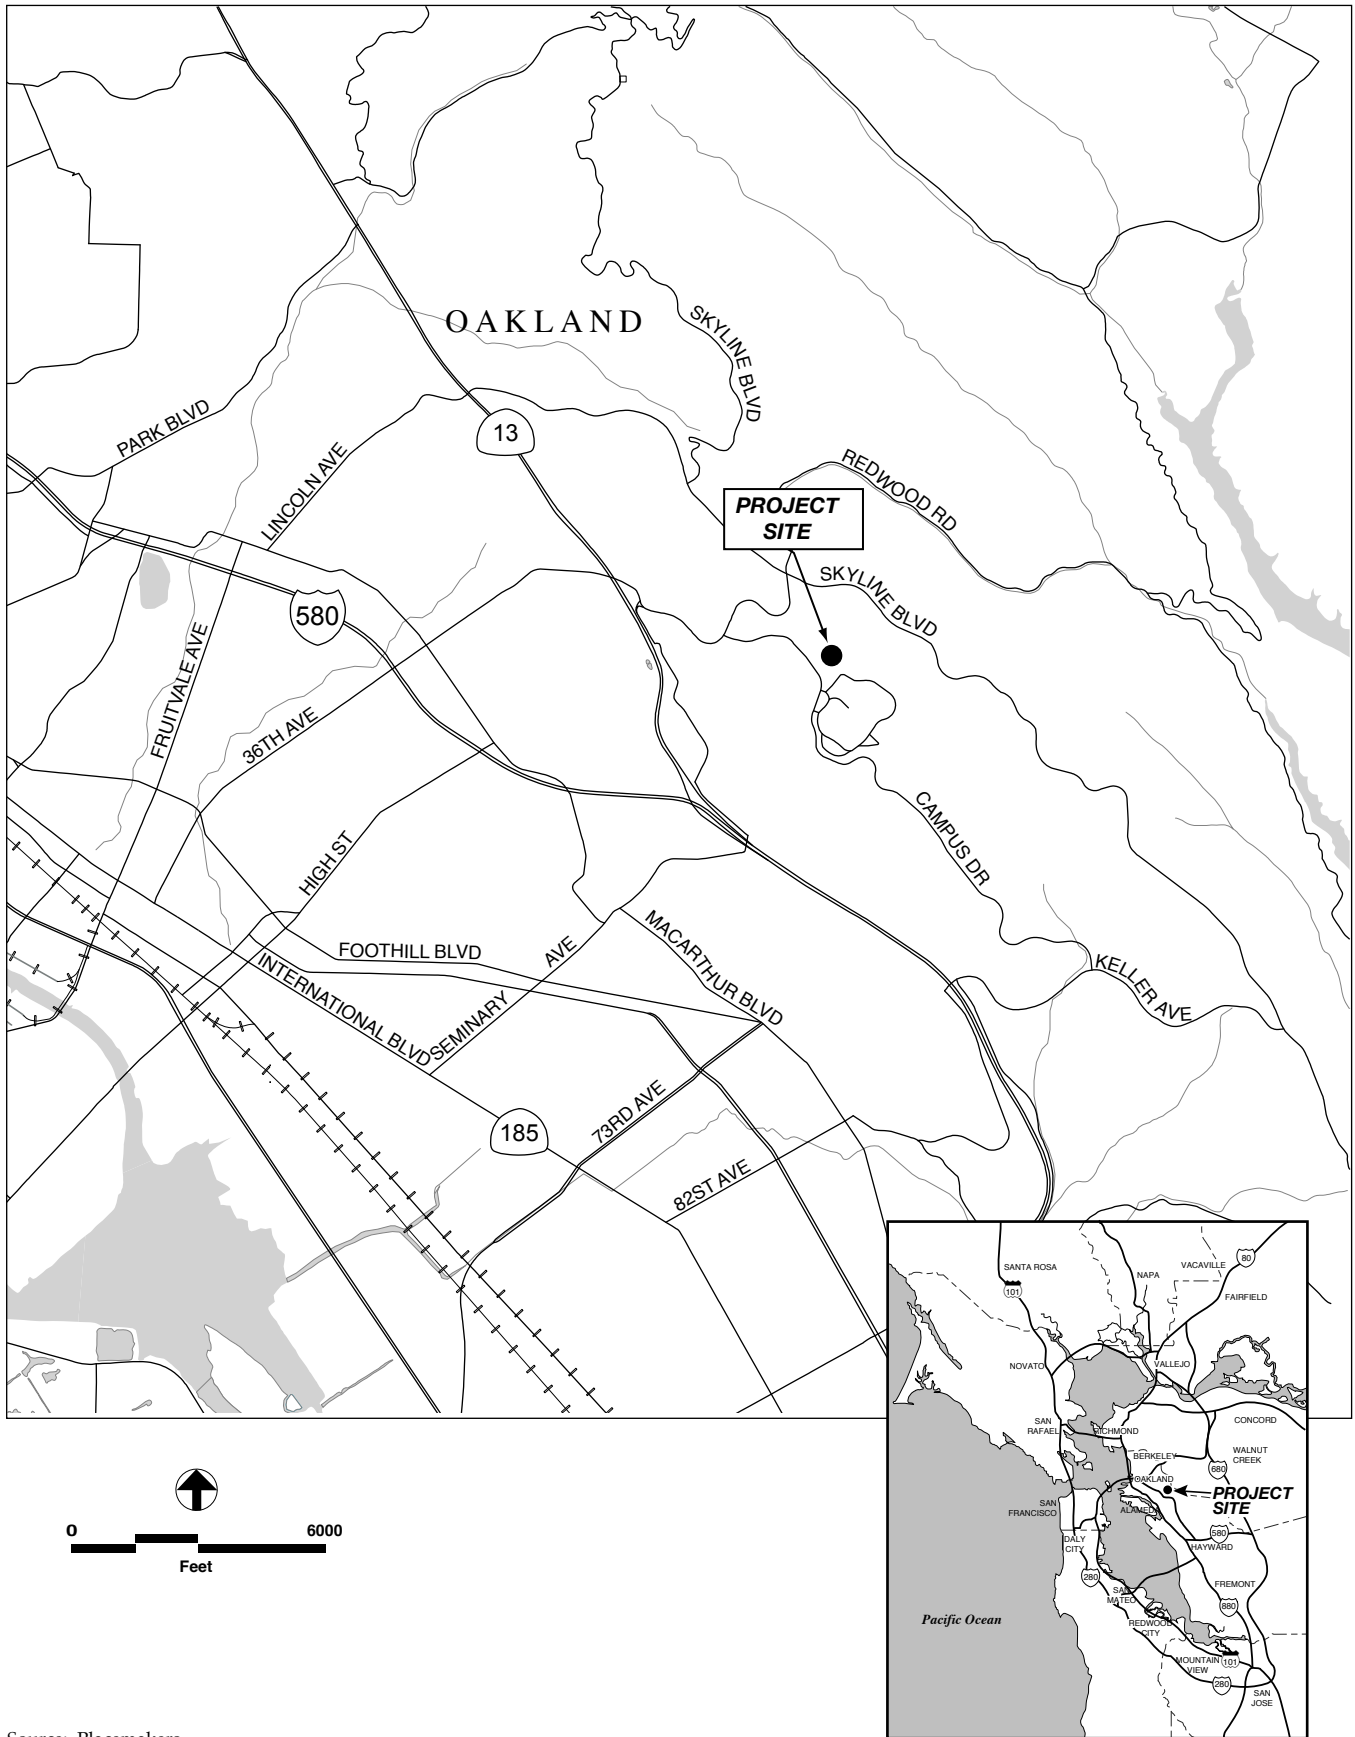 OAKLAND
SKYLINE BLVD
PARK BLVD
LINCOLN AVE
13
REDWOOD RD
PROJECT
SITE
SKYLINE BLVD
580
FRUITVALE AVE
36TH AVE
CAMPUS DR
HIGH ST
FOOTHILL BLVD
MACARTHUR BLVD
INTERNATIONAL BLVD
SEMINARY AVE
KELLER AVE
73RD AVE
185
82ST AVE
SANTA ROSA
101
NAPA
VACAVILLE
80
FAIRFIELD
NOVATO
VALLEJO
SAN
RAFAEL
RICHMOND
CONCORD
BERKELEY
WALNUT
CREEK
680
OAKLAND
PROJECT
SITE
SAN
FRANCISCO
ALAMEDA
580
DALY
CITY
HAYWARD
280
SAN
MATEO
FREMONT
880
REDWOOD
CITY
Pacific Ocean
MOUNTAIN
VIEW
101
280
SAN
JOSE
0
6000
Feet
Source: Placemakers